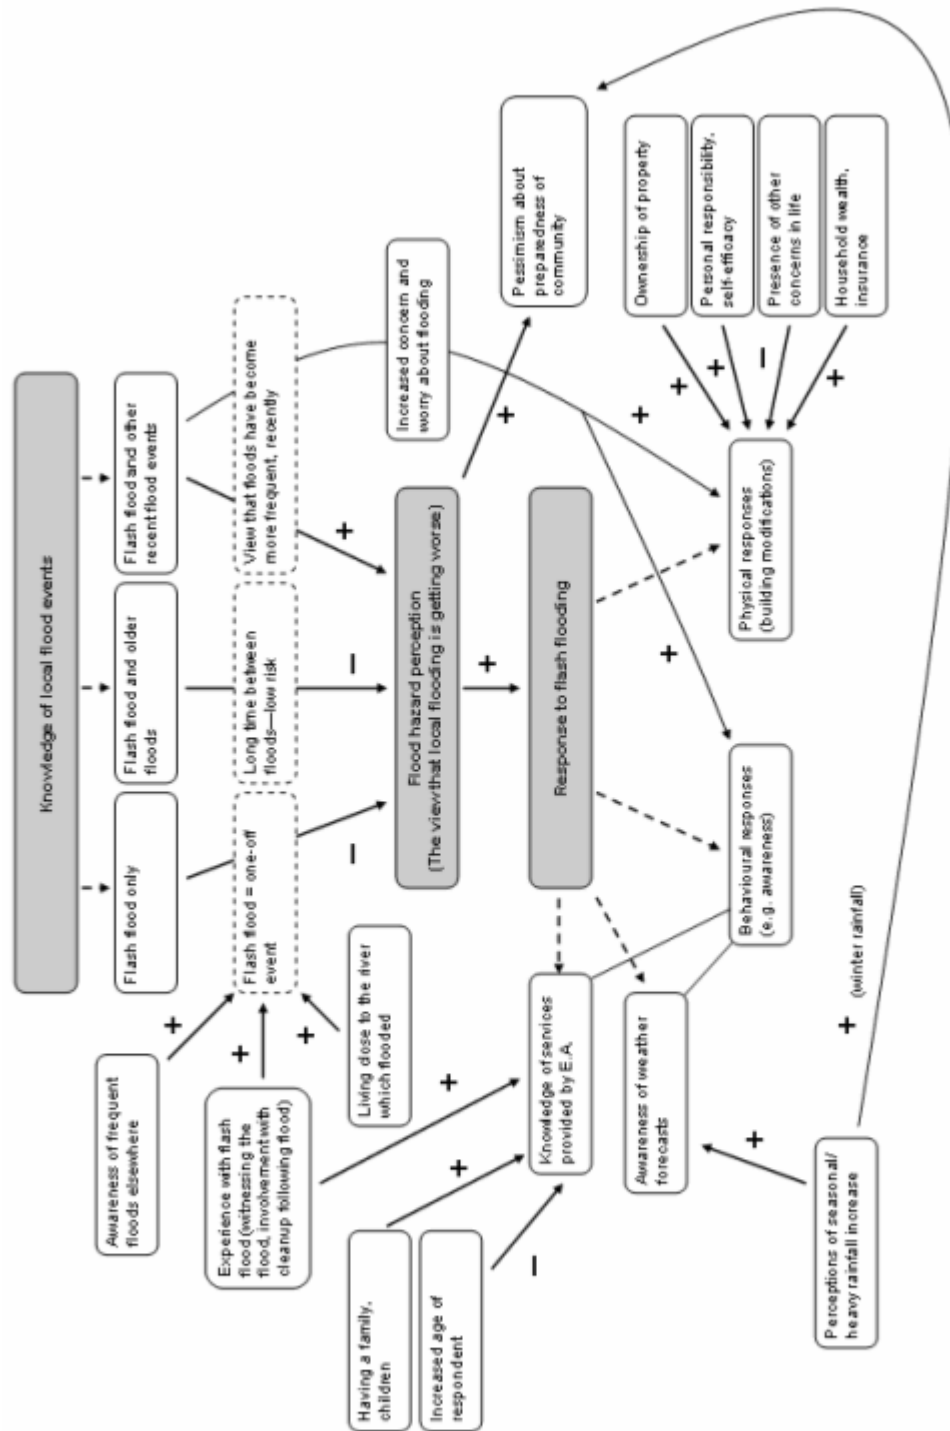 Knowledge of local flood events
Flash flood only
Flash flood and older
floods
Flash flood and other
recent flood events
Awareness of frequent
floods elsewhere
+
Experience with flash
flood (witnessing the
flood, involvement with
cleanup following flood)
+
Living close to the river
which flooded
+
Flash flood = one-off
event
Long time between
floods—low risk
View that floods have become
more frequent, recently
–
–
+
Increased concern and
worry about flooding
Flood hazard perception
(The view that local flooding is getting worse)
+
Pessimism about
preparedness of
community
+
Having a family,
children
+
Increased age of
respondent
–
+
Knowledge of services
provided by E.A.
Response to flash flooding
Awareness of weather
forecasts
+
+
Ownership of property
+
Personal responsibility,
self-efficacy
+
Presence of other
concerns in life
–
Household wealth,
insurance
+
Behavioural responses
(e.g. awareness)
Physical responses
(building modifications)
Perceptions of seasonal/
heavy rainfall increase
+
+ (winter rainfall)